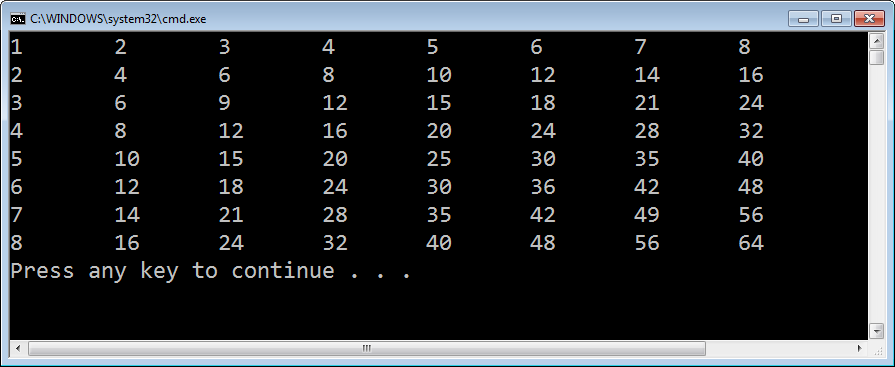 C:\WINDOWS\system32\cmd.exe
1 2 3 4 5 6 7 8
2 4 6 8 10 12 14 16
3 6 9 12 15 18 21 24
4 8 12 16 20 24 28 32
5 10 15 20 25 30 35 40
6 12 18 24 30 36 42 48
7 14 21 28 35 42 49 56
8 16 24 32 40 48 56 64
Press any key to continue . . .